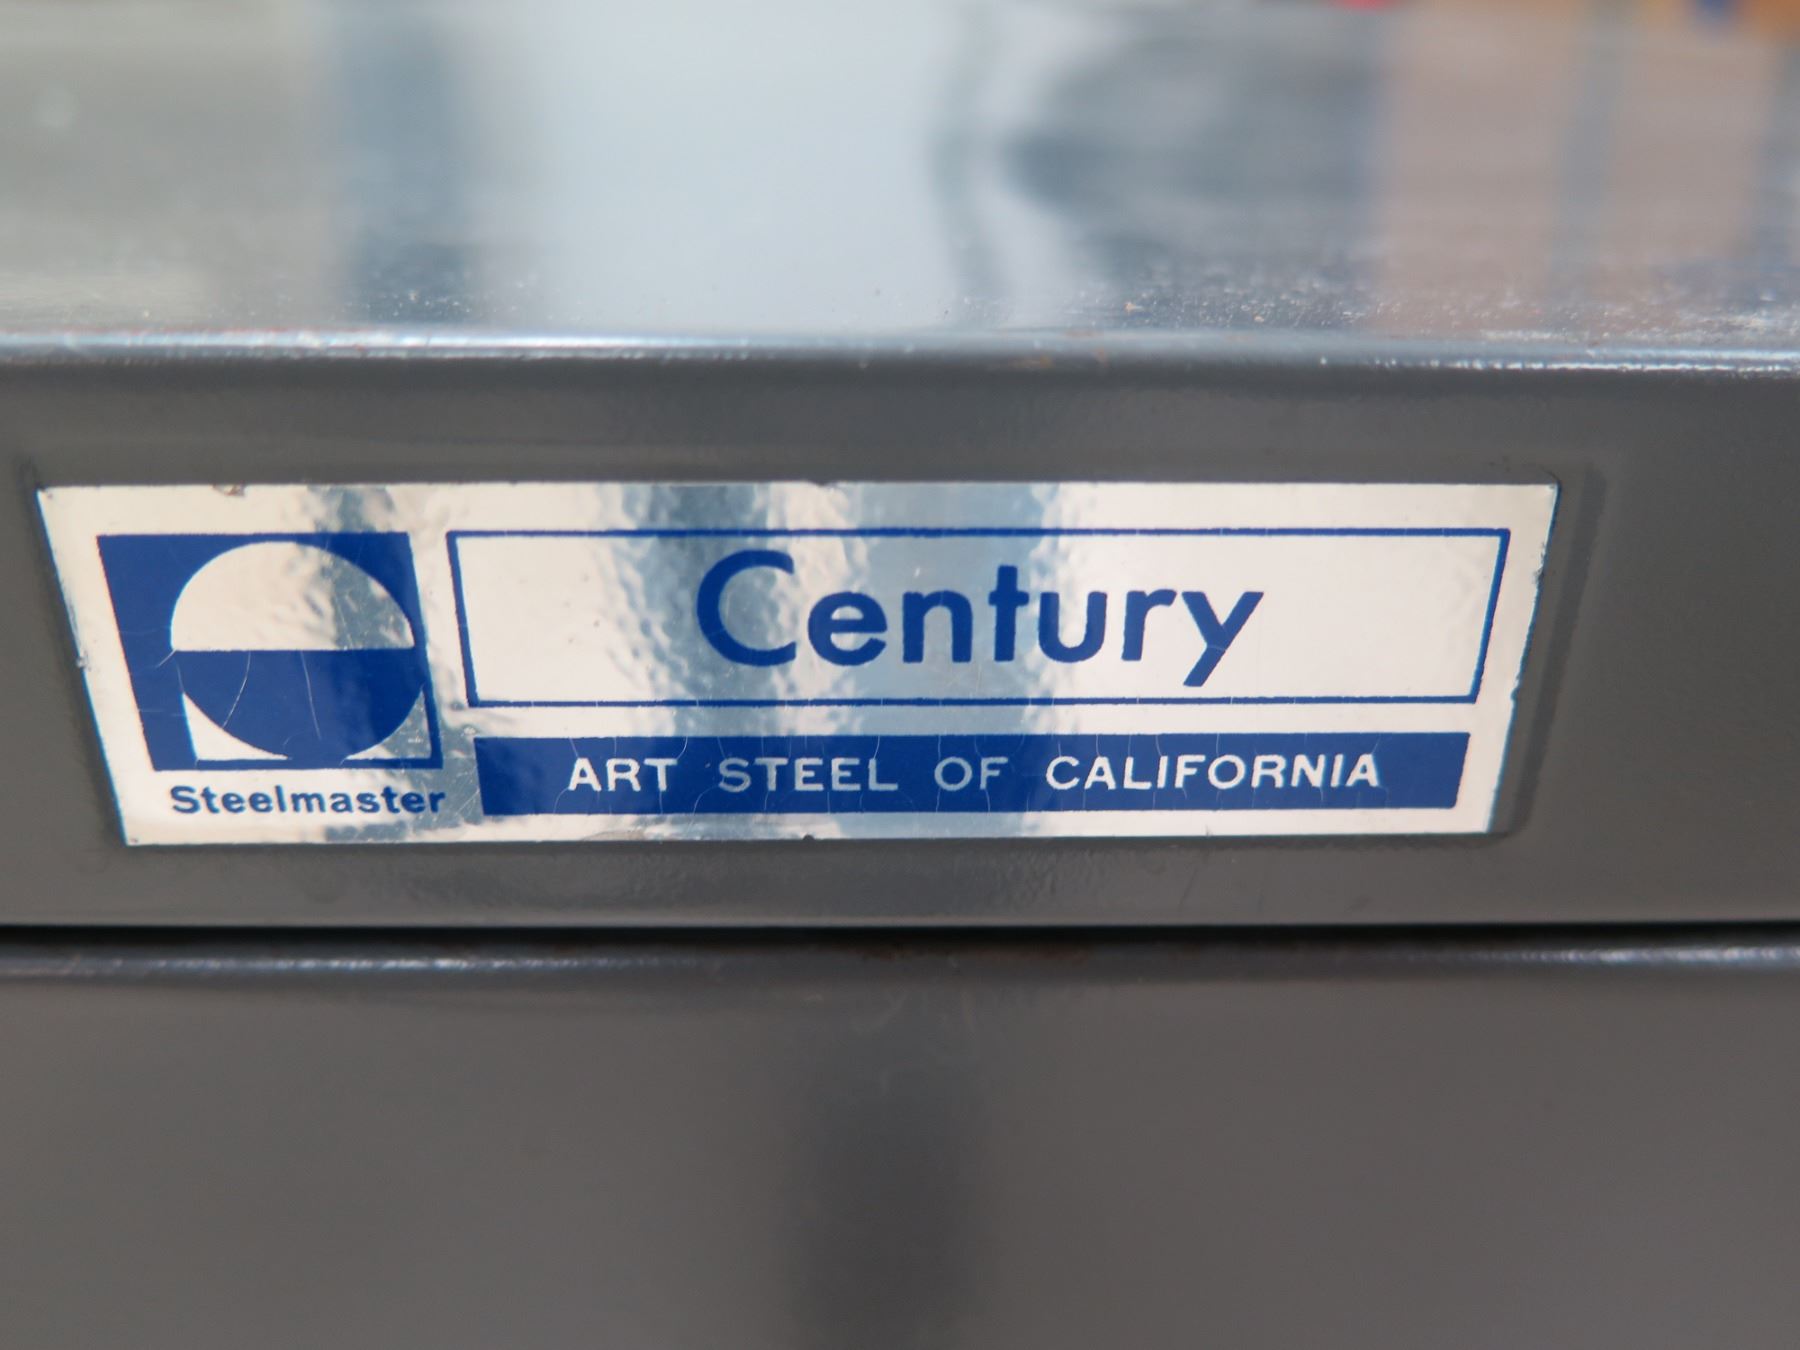 Century
ART STEEL OF CALIFORNIA
Steelmaster